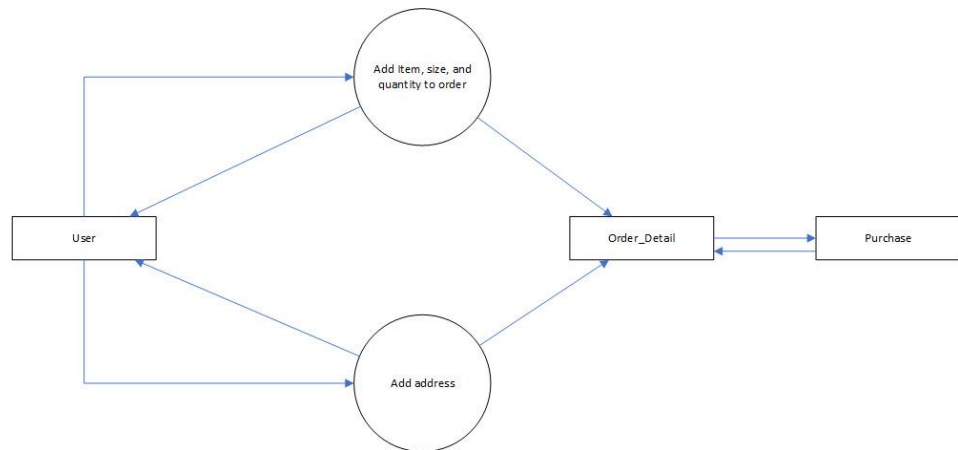 Add Item, size, and
quantity to order
User
Order_Detail
Purchase
Add address